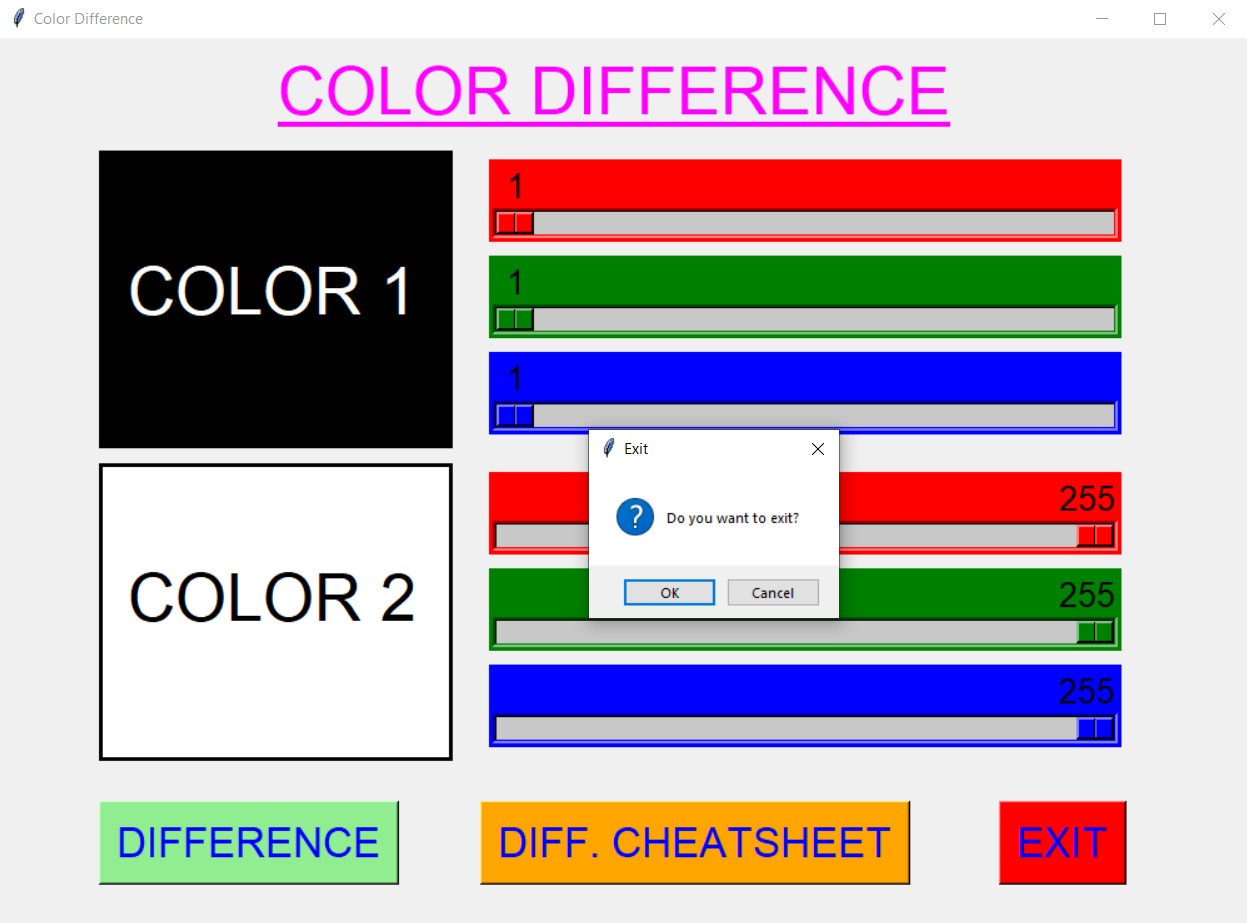 Color Difference
COLOR DIFFERENCE
COLOR 1
1
1
1
Exit
Do you want to exit?
OK Cancel
COLOR 2
255
255
255
DIFFERENCE DIFF. CHEATSHEET EXIT